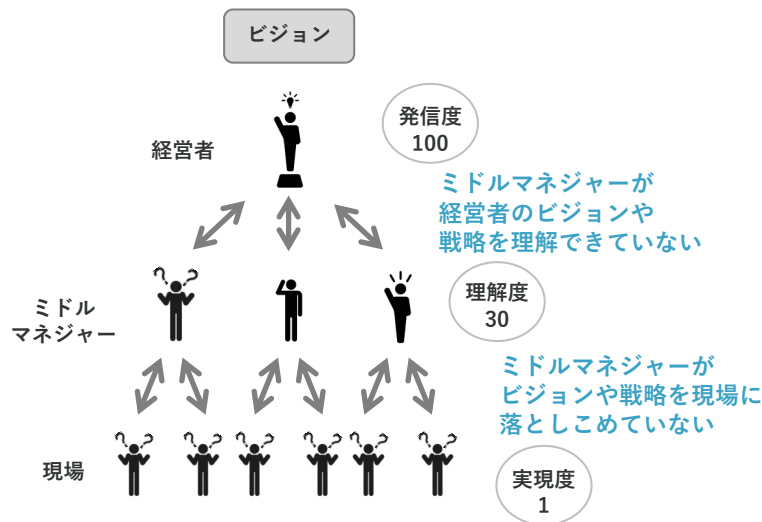 ビジョン
発信度
100
経営者
ミドルマネジャーが
経営者のビジョンや
戦略を理解できていない
理解度
30
ミドル
マネジャー
ミドルマネジャーが
ビジョンや戦略を現場に
落としこめていない
現場
実現度
1